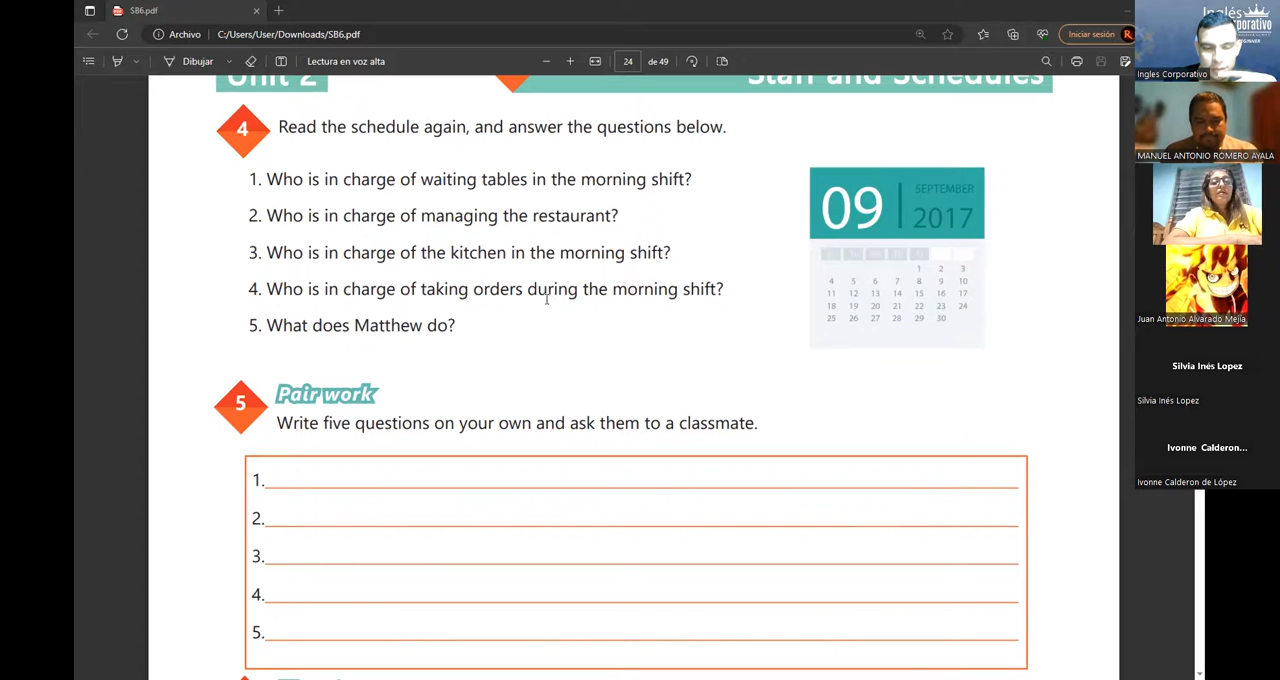 SB6.pdf
Archivo
C:/Users/User/Downloads/SB6.pdf
Iniciar sesión
Dibujar
Lectura en voz alta
24
de 49
Unit 2
Staff and Schedules
4
Read the schedule again, and answer the questions below.
1. Who is in charge of waiting tables in the morning shift?
2. Who is in charge of managing the restaurant?
3. Who is in charge of the kitchen in the morning shift?
4. Who is in charge of taking orders during the morning shift?
5. What does Matthew do?
09
SEPTEMBER
2017
1 2 3
4 5 6 7 8 9 10
11 12 13 14 15 16 17
18 19 20 21 22 23 24
25 26 27 28 29 30
5
Pair work
Write five questions on your own and ask them to a classmate.
1.
2.
3.
4.
5.
Inglés
Ingles Corporativo
MANUEL ANTONIO ROMERO AYALA
Juan Antonio Alvarado Mejía
Silvia Inés Lopez
Silvia Inés Lopez
Ivonne Calderon...
Ivonne Calderon de López